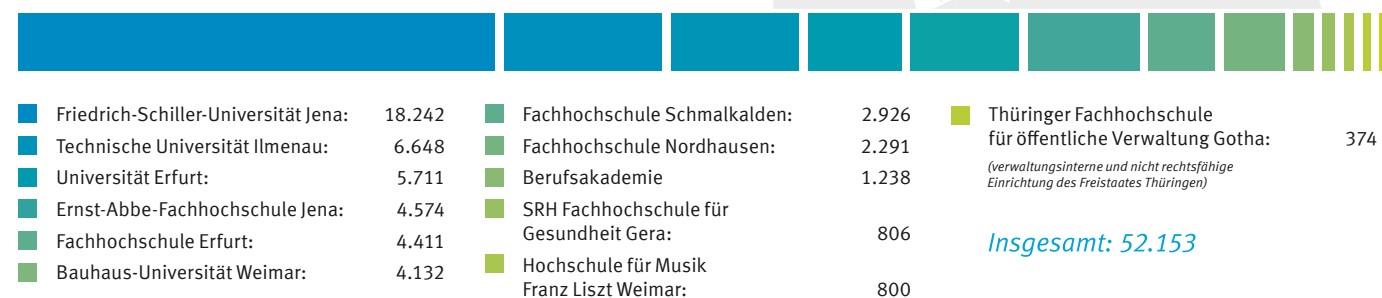 Friedrich-Schiller-Universität Jena: 18.242
Technische Universität Ilmenau: 6.648
Universität Erfurt: 5.711
Ernst-Abbe-Fachhochschule Jena: 4.574
Fachhochschule Erfurt: 4.411
Bauhaus-Universität Weimar: 4.132
Fachhochschule Schmalkalden: 2.926
Fachhochschule Nordhausen: 2.291
Berufsakademie 1.238
SRH Fachhochschule für
Gesundheit Gera: 806
Hochschule für Musik
Franz Liszt Weimar: 800
Thüringer Fachhochschule
für öffentliche Verwaltung Gotha: 374
(verwaltungsinterne und nicht rechtsfähige
Einrichtung des Freistaates Thüringen)
Insgesamt: 52.153